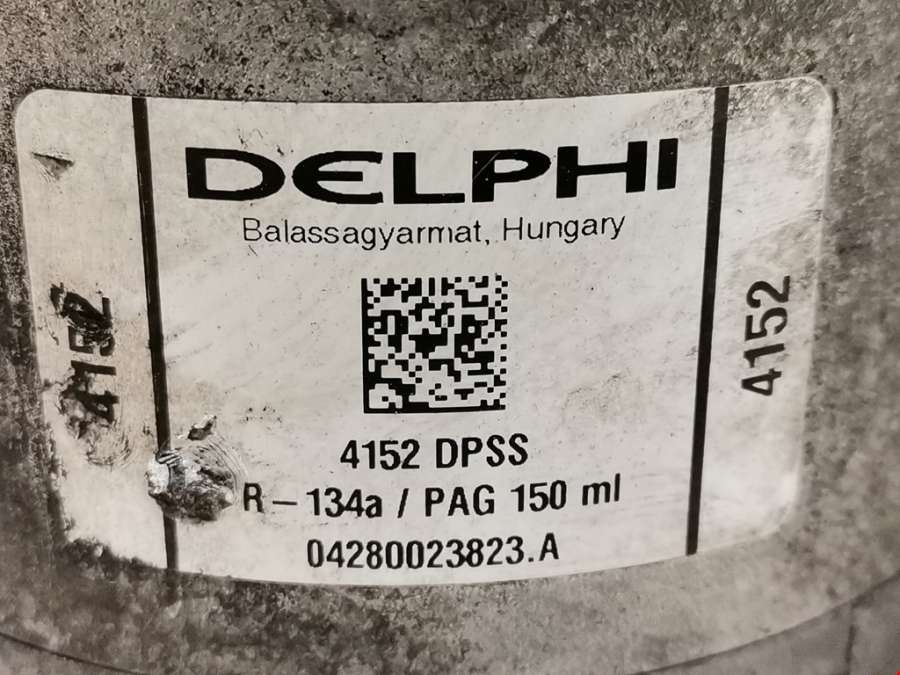 DELPHI
Balassagyarmat, Hungary
4152
4152
4152 DPSS
R-134a / PAG 150 ml
04280023823.A